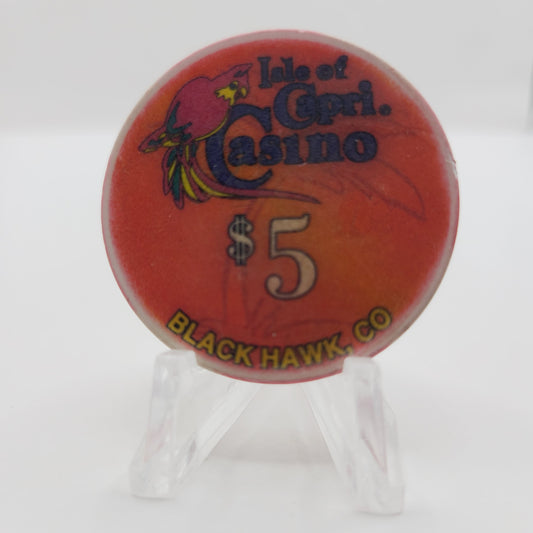 Isle of
Capri.
Casino
$5
BLACK HAWK, CO